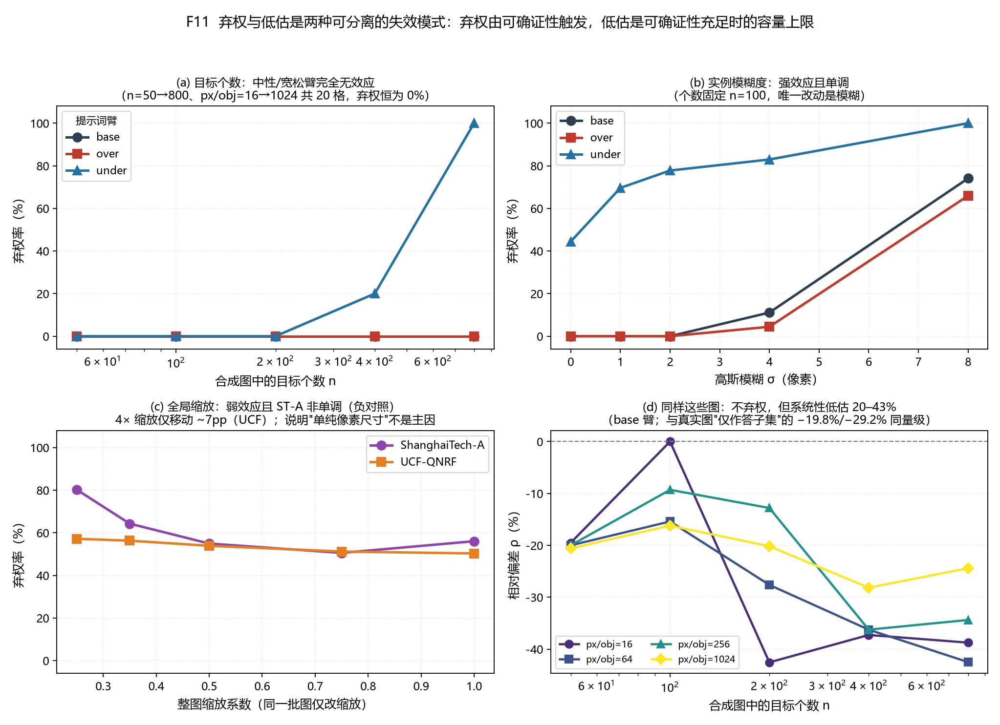 F11 弃权与低估是两种可分离的失效模式：弃权由可确证性触发，低估是可确证性充足时的容量上限
(a) 目标个数：中性/宽松臂完全无效应
（n=50→800、px/obj=16→1024 共 20 格，弃权恒为 0%）
提示词臂
base
over
under
100
80
60
40
20
0
弃权率（%）
6 × 10¹
10²
2 × 10²
3 × 10²
4 × 10²
6 × 10²
合成图中的目标个数 n
(b) 实例模糊度：强效应且单调
（个数固定 n=100，唯一改动是模糊）
base
over
under
100
80
60
40
20
0
弃权率（%）
0
1
2
3
4
5
6
7
8
高斯模糊 σ（像素）
(c) 全局缩放：弱效应且 ST-A 非单调（负对照）
4× 缩放仅移动 ~7pp（UCF）；说明"单纯像素尺寸"不是主因
ShanghaiTech-A
UCF-QNRF
100
80
60
40
20
0
弃权率（%）
0.3
0.4
0.5
0.6
0.7
0.8
0.9
1.0
整图缩放系数（同一批图仅改缩放）
(d) 同样这些图：不弃权，但系统性低估 20–43%
（base 臂；与真实图"仅作答子集"的 −19.8%/−29.2% 同量级）
0
-10
-20
-30
-40
相对偏差 ρ（%）
px/obj=16
px/obj=64
px/obj=256
px/obj=1024
6 × 10¹
10²
2 × 10²
3 × 10²
4 × 10²
6 × 10²
合成图中的目标个数 n